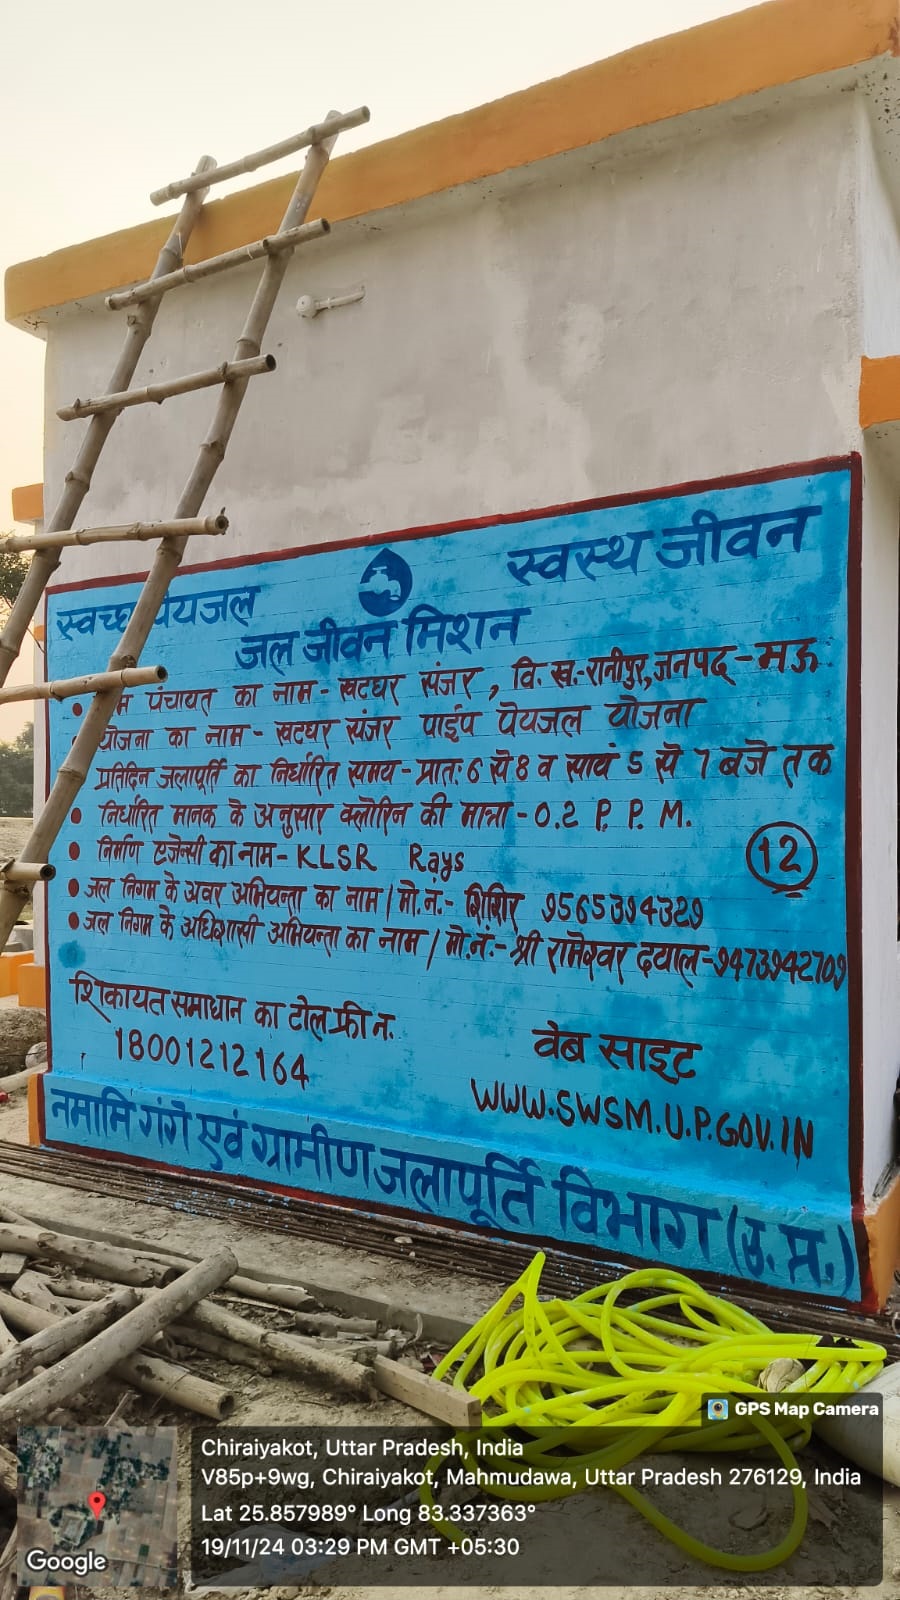 स्वच्छ पेयजल
स्वस्थ जीवन
जल जीवन मिशन
पंचायत का नाम - खटघर संजर, वि. ख.-रानीपुर, जनपद - मऊ
योजना का नाम - खटघर संजर पाईप पेयजल योजना
प्रतिदिन जलापूर्ति का निर्धारित समय - प्रातः 6 से 8 व सायं 5 से 7 बजे तक
• निर्धारित मानक के अनुसार क्लोरिन की मात्रा - 0.2 P. P. M.
• निर्माण एजेन्सी का नाम - KLSR Rays
12
• जल निगम के अवर अभियन्ता का नाम / मो.नं.- शिशिर 9565394329
• जल निगम के अधिशासी अभियन्ता का नाम / मो.नं.- श्री रामेश्वर दयाल - 9473942709
शिकायत समाधान का टोल फ्री न.
18001212164
वेब साइट
WWW.SWSM.U.P.GOV.IN
नमामि गंगे एवं ग्रामीण जलापूर्ति विभाग (उ. प्र.)
GPS Map Camera
Chiraiyakot, Uttar Pradesh, India
V85p+9wg, Chiraiyakot, Mahmudawa, Uttar Pradesh 276129, India
Lat 25.857989° Long 83.337363°
19/11/24 03:29 PM GMT +05:30
Google